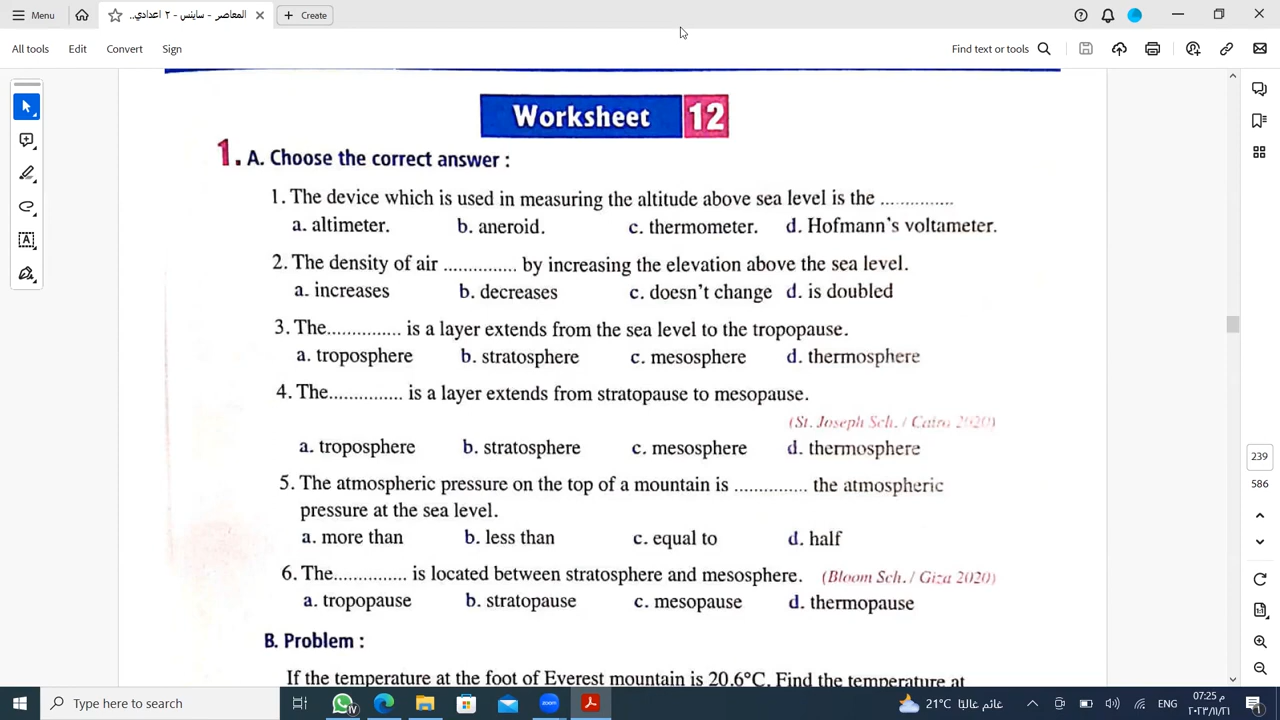 Menu
المعاصر - ساينس - ٢ اعدادي..
Create
All tools Edit Convert Sign
Find text or tools
Worksheet 12
1. A. Choose the correct answer :
1. The device which is used in measuring the altitude above sea level is the ..............
a. altimeter. b. aneroid. c. thermometer. d. Hofmann's voltameter.
2. The density of air .............. by increasing the elevation above the sea level.
a. increases b. decreases c. doesn't change d. is doubled
3. The.............. is a layer extends from the sea level to the tropopause.
a. troposphere b. stratosphere c. mesosphere d. thermosphere
4. The.............. is a layer extends from stratopause to mesopause.
(St. Joseph Sch. / Cairo 2020)
a. troposphere b. stratosphere c. mesosphere d. thermosphere
5. The atmospheric pressure on the top of a mountain is .............. the atmospheric
pressure at the sea level.
a. more than b. less than c. equal to d. half
6. The.............. is located between stratosphere and mesosphere. (Bloom Sch. / Giza 2020)
a. tropopause b. stratopause c. mesopause d. thermopause
B. Problem :
If the temperature at the foot of Everest mountain is 20.6°C. Find the temperature at
239
586
Type here to search
zoom
21°C غائم غالبًا
ENG
07:25 م
٢٠٢٣/١١/٢١